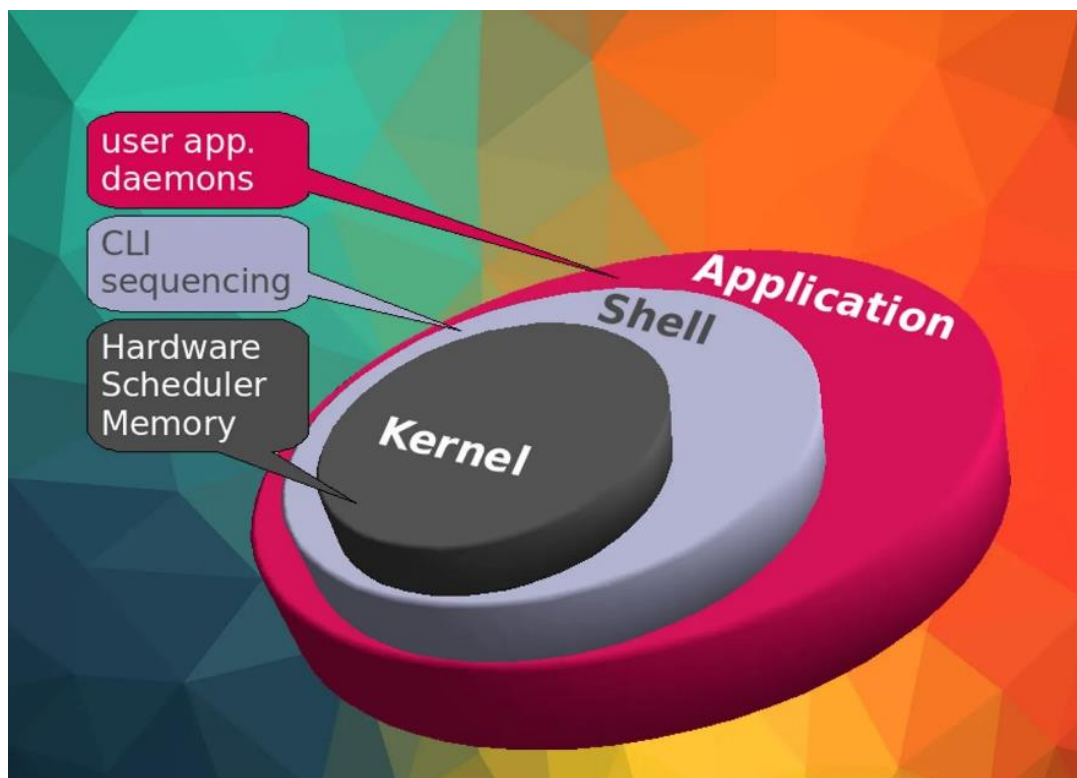 user app.
daemons
CLI
sequencing
Hardware
Scheduler
Memory
Application
Shell
Kernel